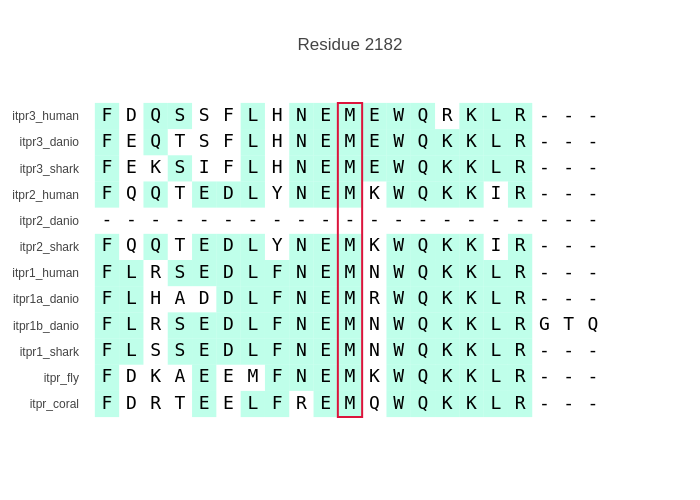 Residue 2182
itpr3_human F D Q S S F L H N E M E W Q R K L R - - -
itpr3_danio F E Q T S F L H N E M E W Q K K L R - - -
itpr3_shark F E K S I F L H N E M E W Q K K L R - - -
itpr2_human F Q Q T E D L Y N E M K W Q K K I R - - -
itpr2_danio - - - - - - - - - - - - - - - - - - - - -
itpr2_shark F Q Q T E D L Y N E M K W Q K K I R - - -
itpr1_human F L R S E D L F N E M N W Q K K L R - - -
itpr1a_danio F L H A D D L F N E M R W Q K K L R - - -
itpr1b_danio F L R S E D L F N E M N W Q K K L R G T Q
itpr1_shark F L S S E D L F N E M N W Q K K L R - - -
itpr_fly F D K A E E M F N E M K W Q K K L R - - -
itpr_coral F D R T E E L F R E M Q W Q K K L R - - -